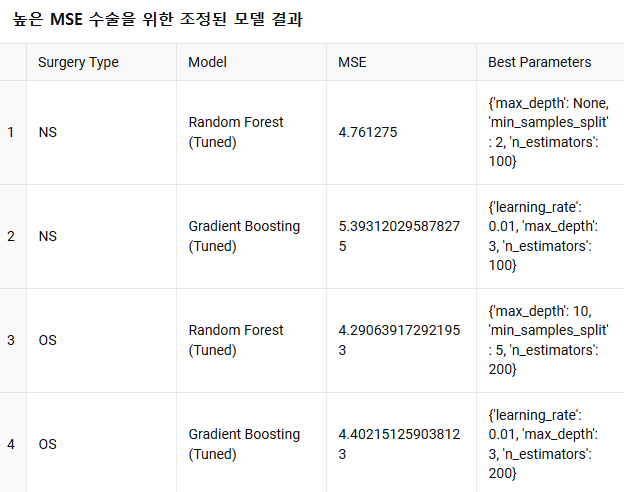 높은 MSE 수술을 위한 조정된 모델 결과
Surgery Type Model MSE Best Parameters
1 NS Random Forest (Tuned) 4.761275 {'max_depth': None, 'min_samples_split': 2, 'n_estimators': 100}
2 NS Gradient Boosting (Tuned) 5.393120295878275 {'learning_rate': 0.01, 'max_depth': 3, 'n_estimators': 100}
3 OS Random Forest (Tuned) 4.290639172921953 {'max_depth': 10, 'min_samples_split': 5, 'n_estimators': 200}
4 OS Gradient Boosting (Tuned) 4.402151259038123 {'learning_rate': 0.01, 'max_depth': 3, 'n_estimators': 200}